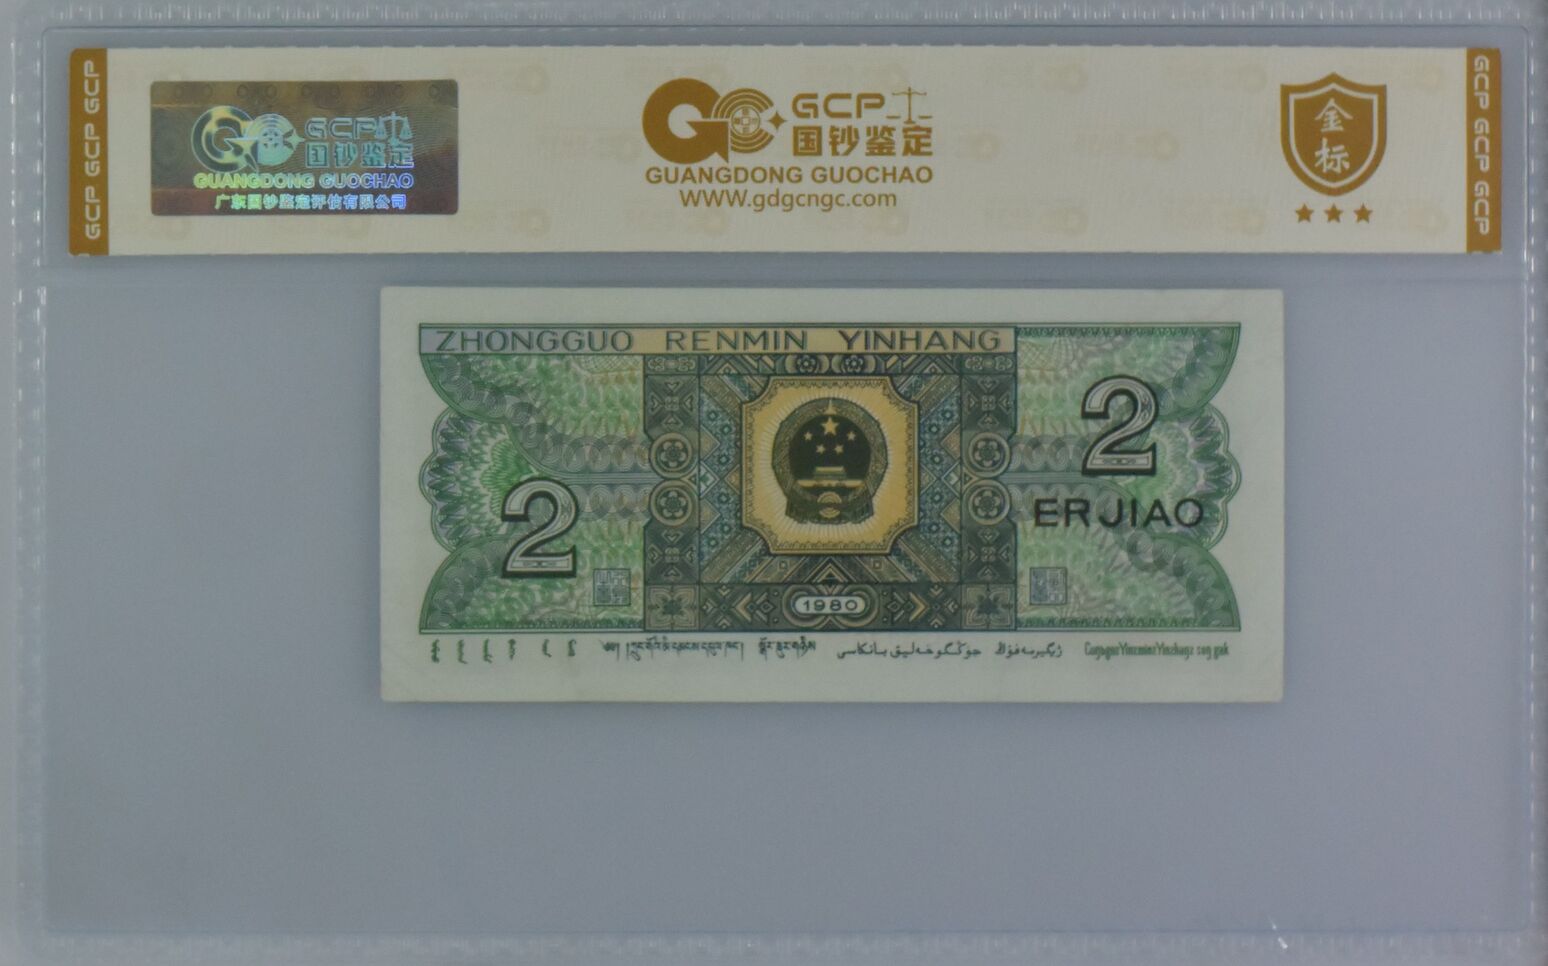 GCP GCP GCP
GCP 国钞鉴定
GUANGDONG GUOCHAO
广东国钞鉴定评估有限公司
GCP
国钞鉴定
GUANGDONG GUOCHAO
WWW.gdgcngc.com
金标
GCP GCP GCP
ZHONGGUO RENMIN YINHANG
2
2
ER JIAO
1980